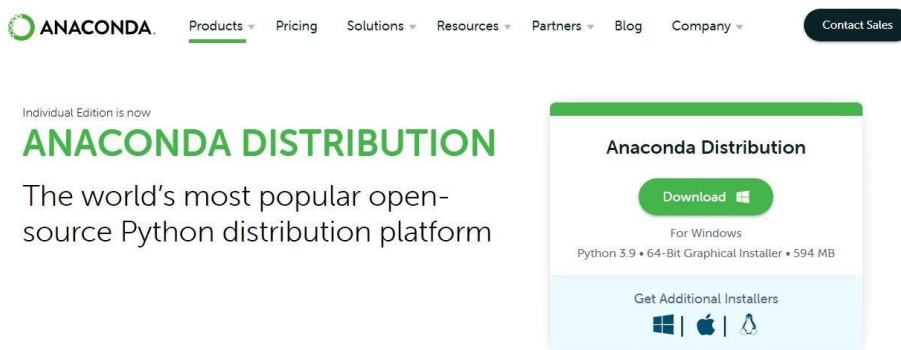 ANACONDA.
Products Pricing Solutions Resources Partners Blog Company Contact Sales
Individual Edition is now
ANACONDA DISTRIBUTION
The world's most popular open-
source Python distribution platform
Anaconda Distribution
Download
For Windows
Python 3.9 • 64-Bit Graphical Installer • 594 MB
Get Additional Installers